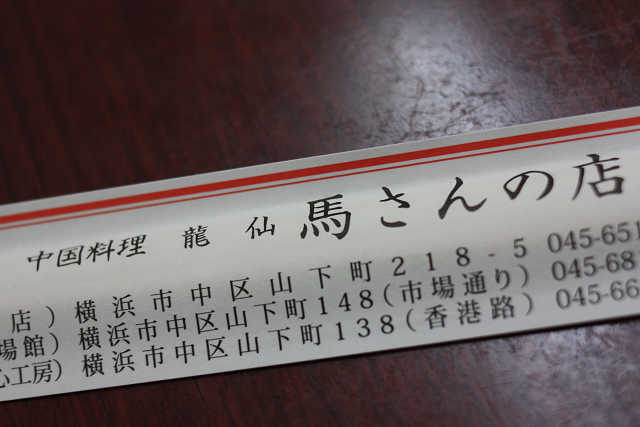 中国料理 龍 仙 馬さんの店
店)横浜市中区山下町218-5 045-651
場館)横浜市中区山下町148(市場通り) 045-68
心工房)横浜市中区山下町138(香港路) 045-66